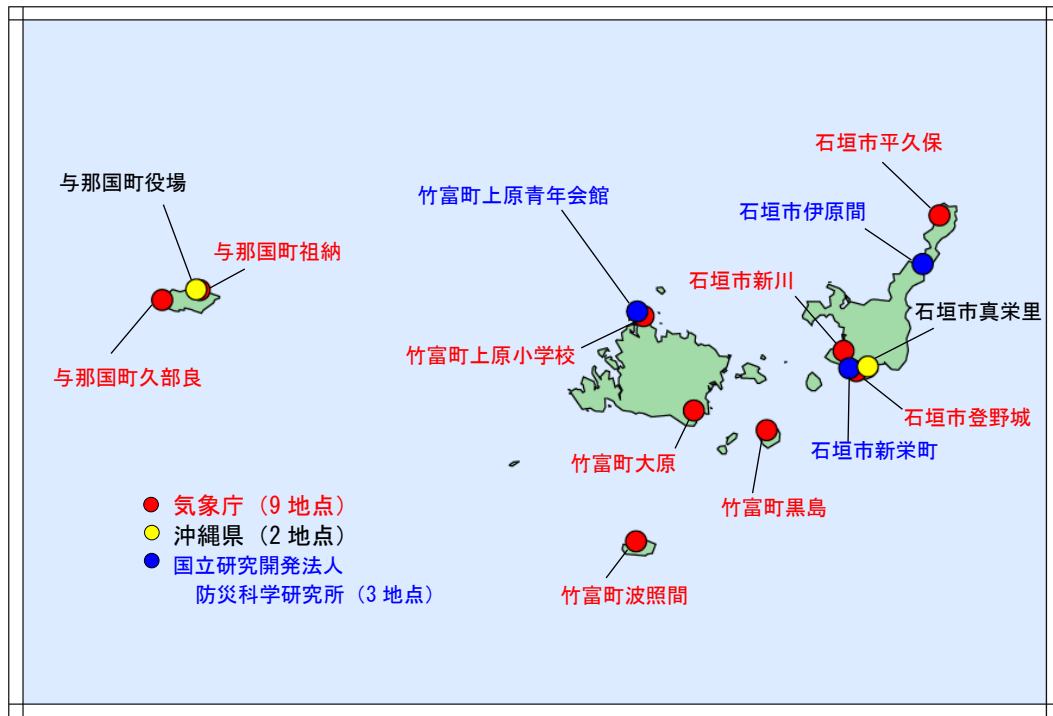 石垣市平久保
与那国町役場
竹富町上原青年会館
石垣市伊原間
与那国町祖納
石垣市新川
石垣市真栄里
竹富町上原小学校
与那国町久部良
石垣市登野城
石垣市新栄町
竹富町大原
竹富町黒島
気象庁（9 地点）
沖縄県（2 地点）
国立研究開発法人
防災科学研究所（3 地点）
竹富町波照間